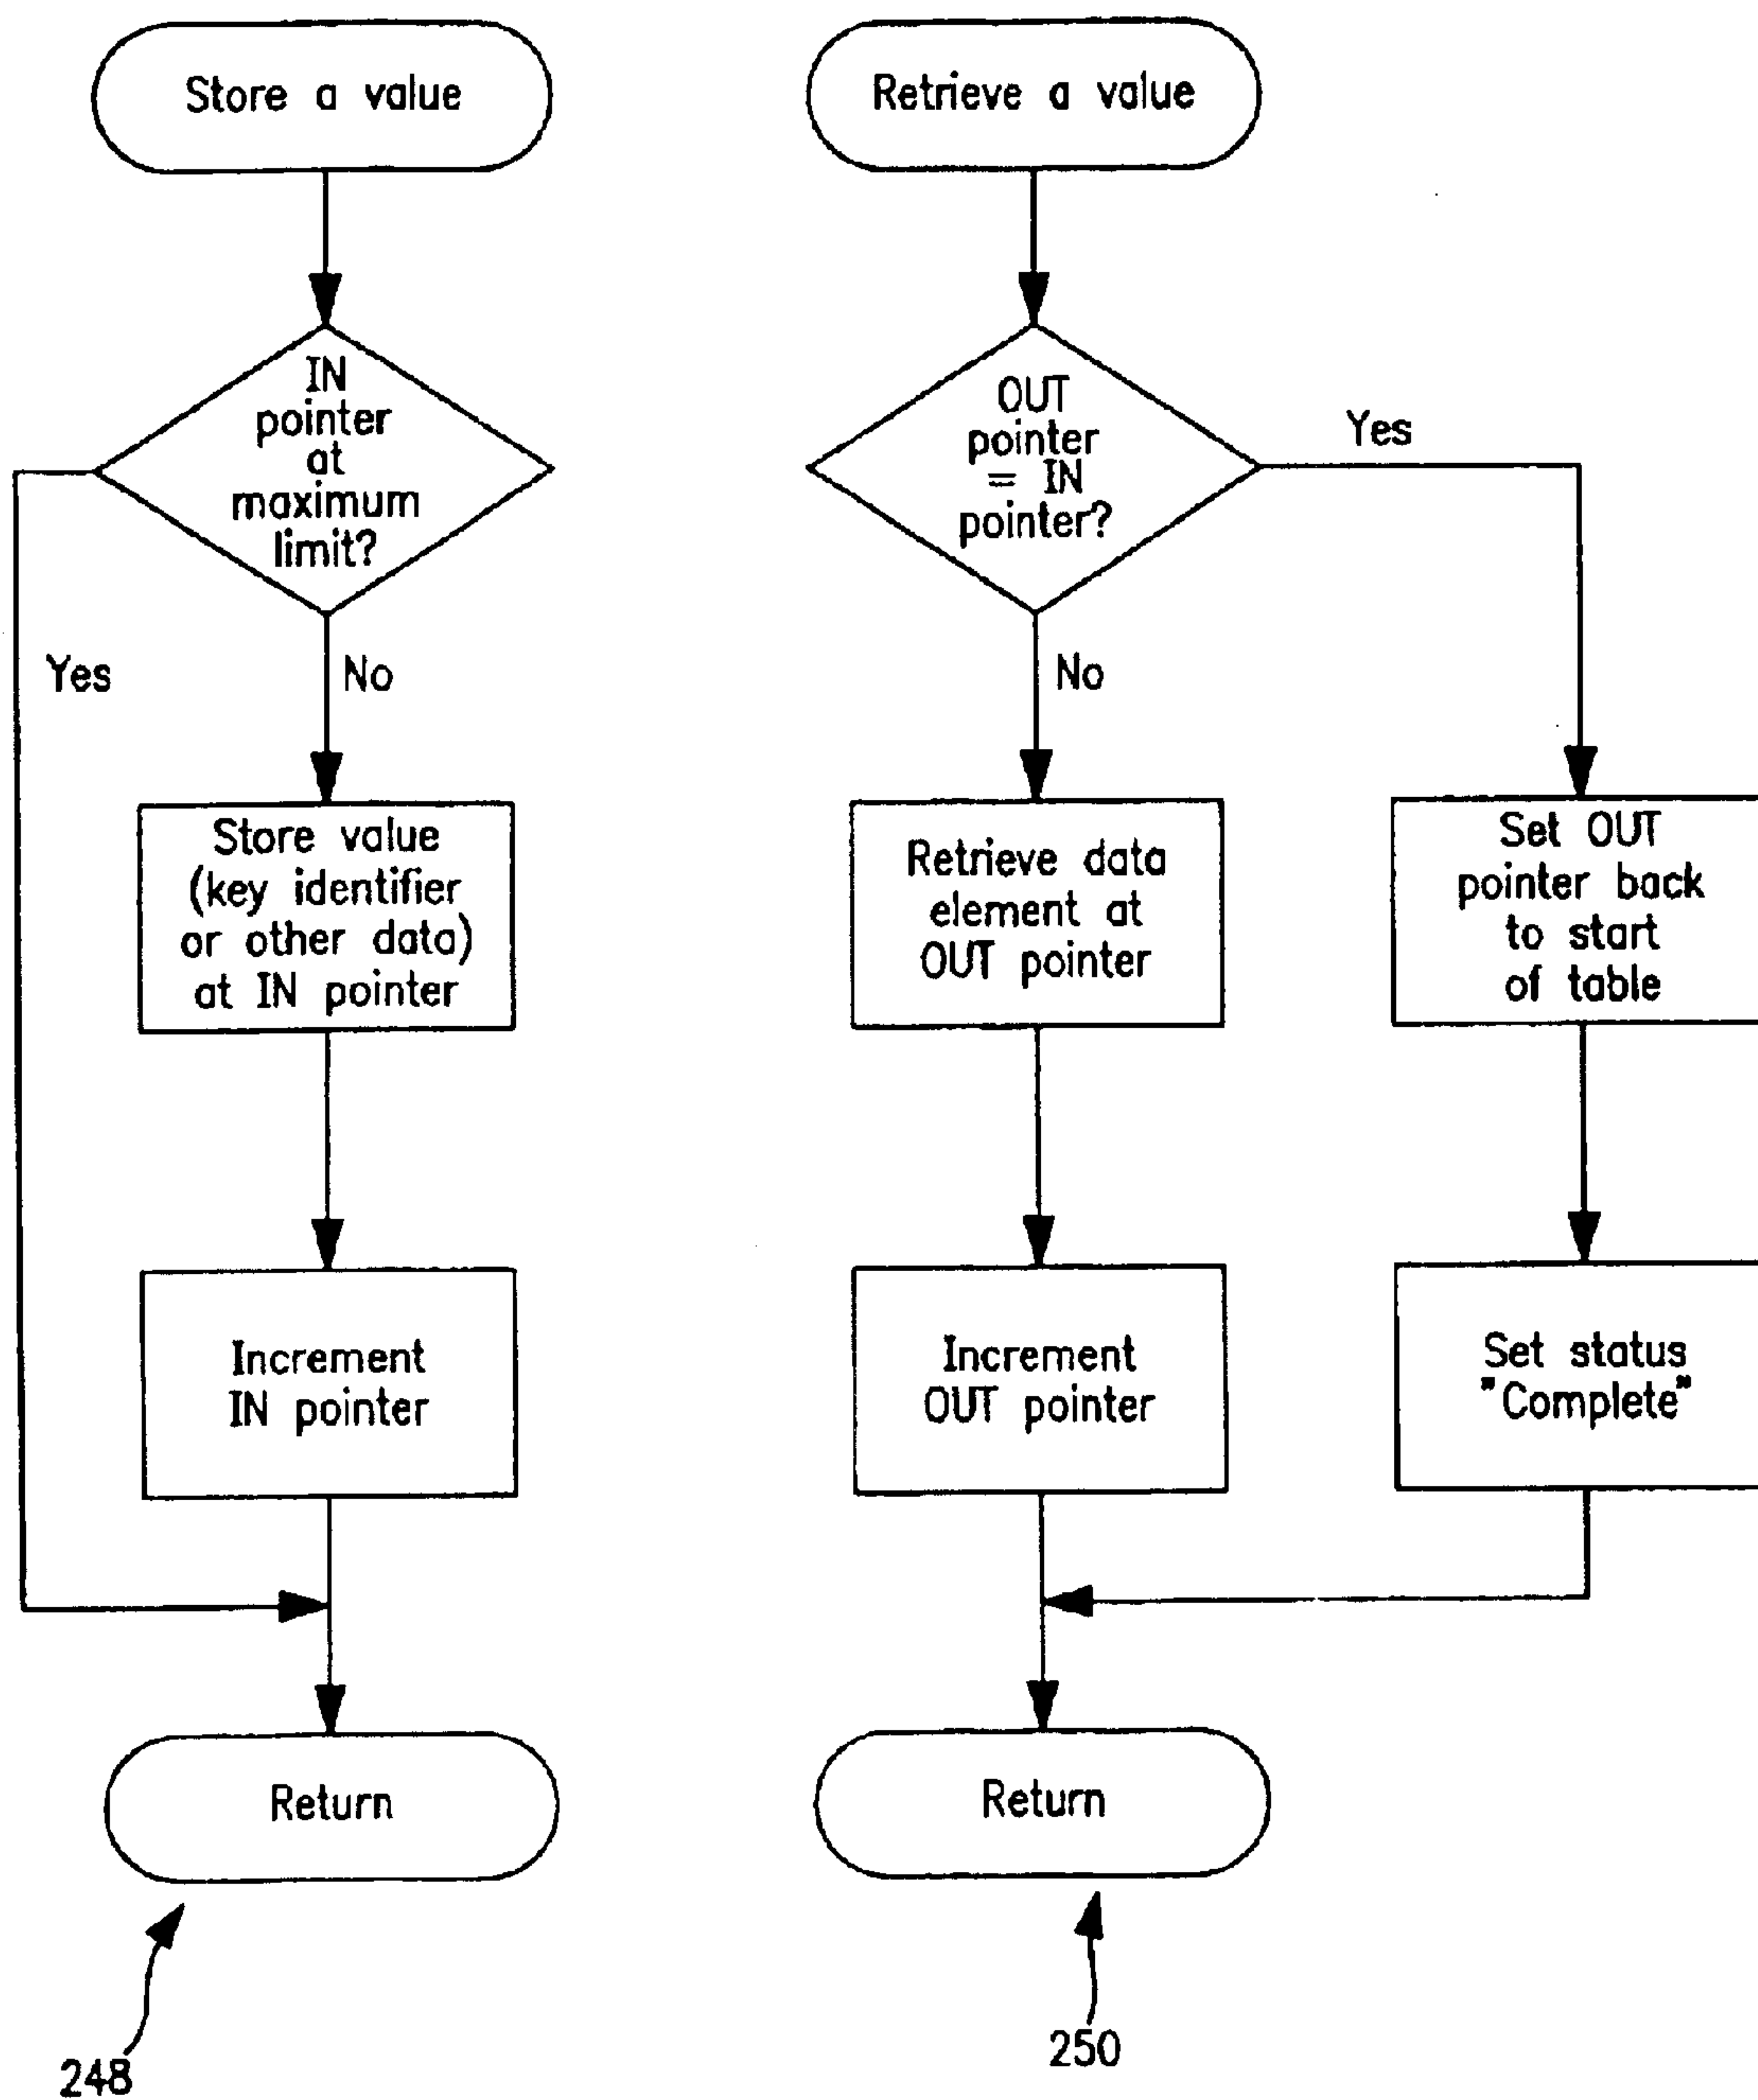 Store a value
IN
pointer
at
maximum
limit?
Yes
No
Store value
(key identifier
or other data)
at IN pointer
Increment
IN pointer
Return
248
Retrieve a value
OUT
pointer
= IN
pointer?
Yes
No
Retrieve data
element at
OUT pointer
Set OUT
pointer back
to start
of table
Increment
OUT pointer
Set status
"Complete"
Return
250